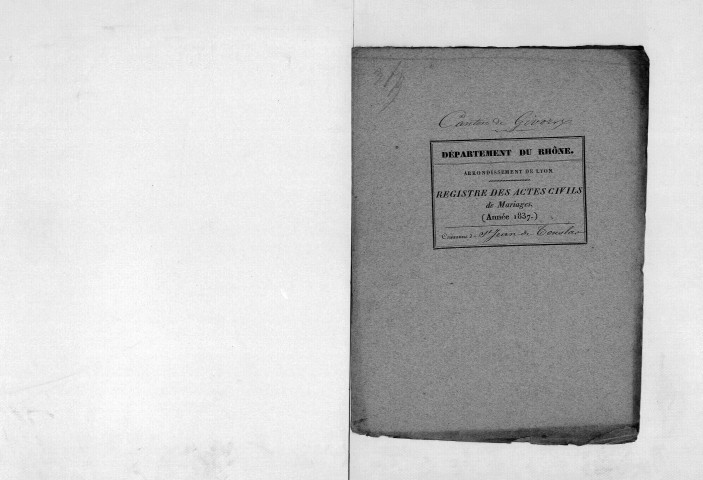 Canton de Givors
DÉPARTEMENT DU RHÔNE.
ARRONDISSEMENT DE LYON
REGISTRE DES ACTES CIVILS
de Mariages.
(Année 1837.)
Commune de St Jean de Touslas